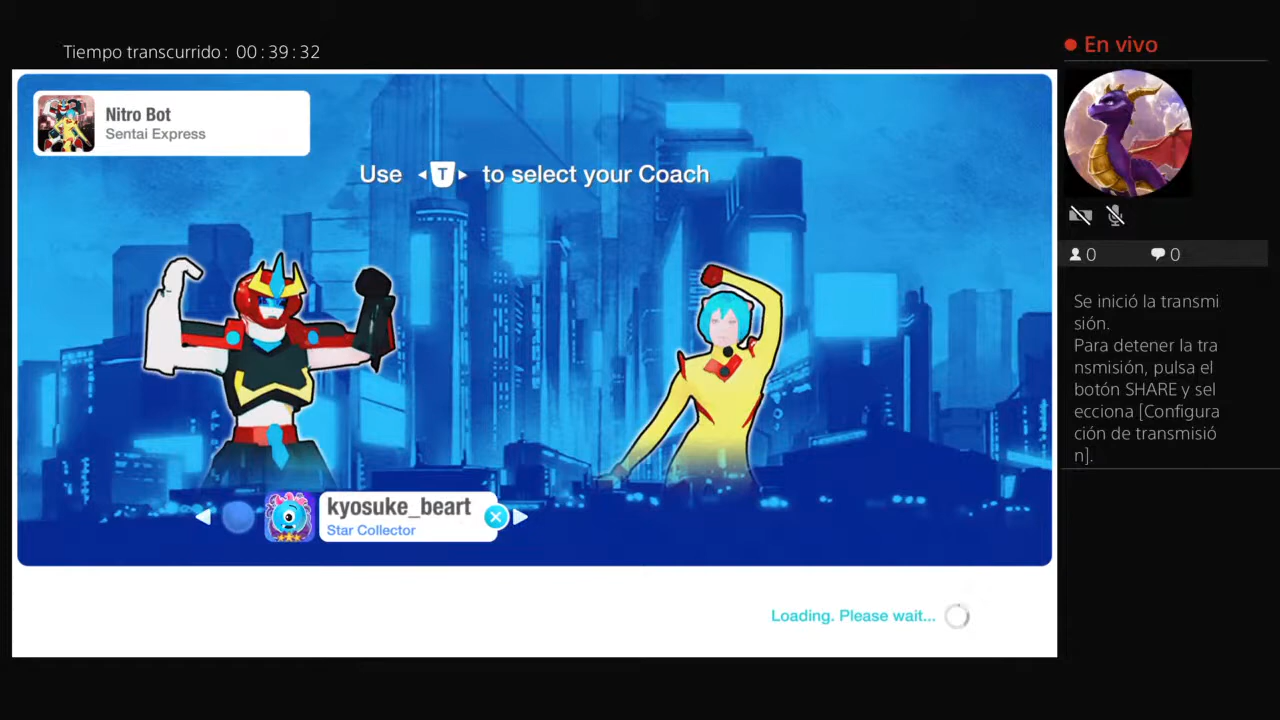 Tiempo transcurrido: 00:39:32
En vivo
Nitro Bot
Sentai Express
Use T to select your Coach
0 0
Se inició la transmi
sión.
Para detener la tra
nsmisión, pulsa el
botón SHARE y sel
ecciona [Configura
ción de transmisió
n].
kyosuke_beart
Star Collector
Loading. Please wait...